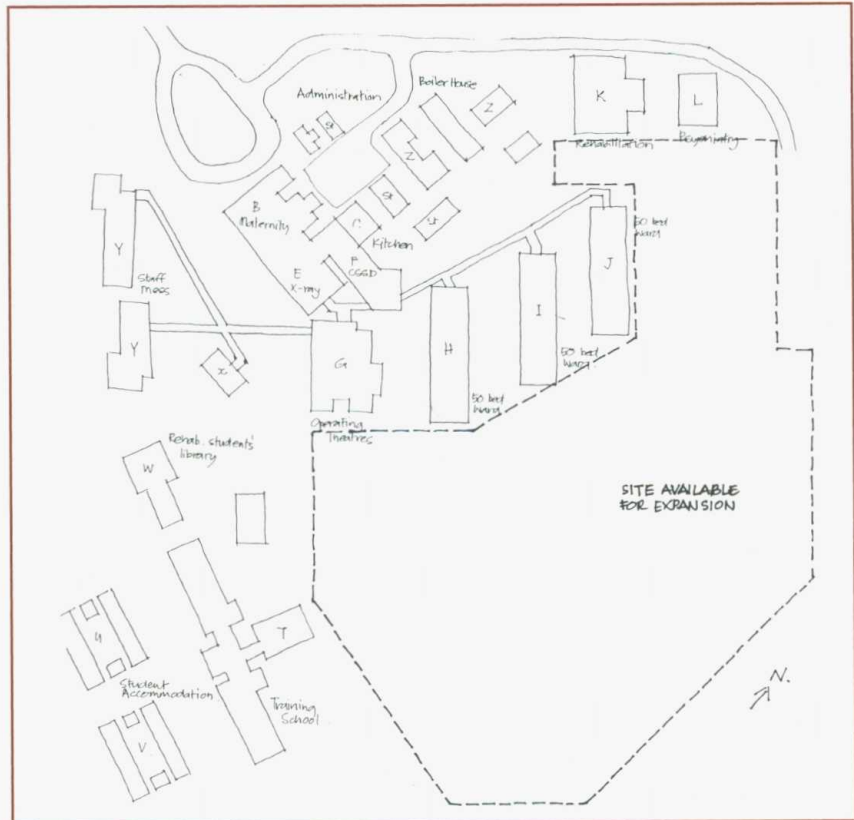 Administration
St
Boiler House
Z
Z
K
Rehabilitation
L
B
Maternity
St
Kitchen
E
X-ray
F
CSSD
50 bed
ward
J
Y
Staff
mess
I
H
50 bed
ward
Y
G
50 bed
ward
Operating
Theatres
Rehab. students'
library
W
SITE AVAILABLE
FOR EXPANSION
T
U
Student
Accommodation
Training
School
V
N.